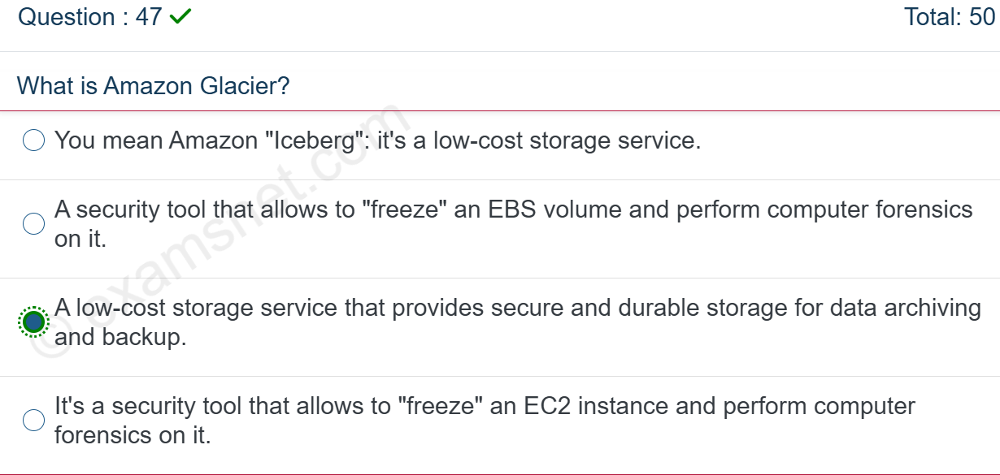 Question : 47
Total: 50
What is Amazon Glacier?
You mean Amazon "Iceberg": it's a low-cost storage service.
A security tool that allows to "freeze" an EBS volume and perform computer forensics
on it.
A low-cost storage service that provides secure and durable storage for data archiving
and backup.
It's a security tool that allows to "freeze" an EC2 instance and perform computer
forensics on it.
© examsnet.com